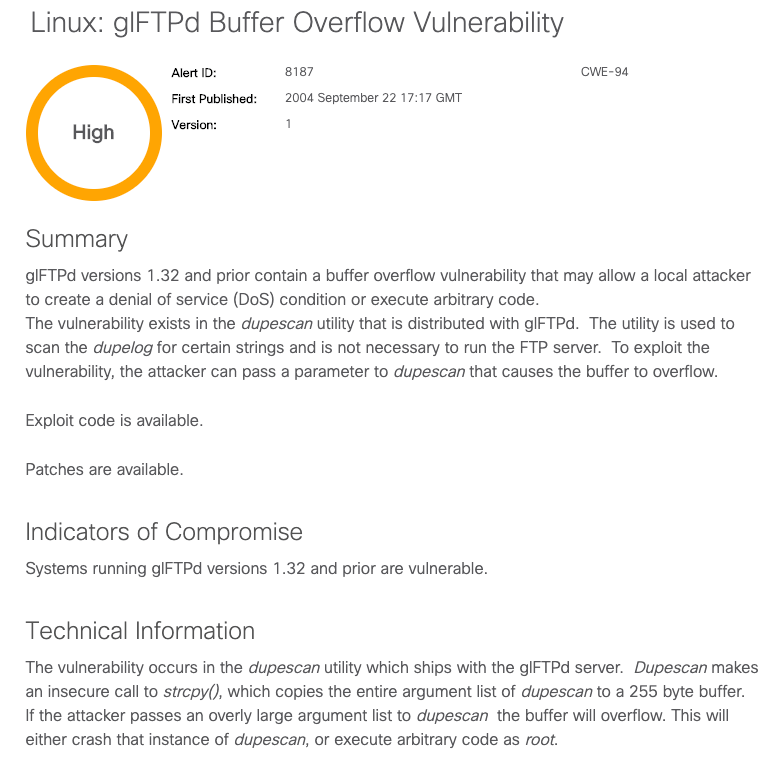 Linux: glFTPd Buffer Overflow Vulnerability
High
Alert ID: 8187 CWE-94
First Published: 2004 September 22 17:17 GMT
Version: 1
Summary
glFTPd versions 1.32 and prior contain a buffer overflow vulnerability that may allow a local attacker
to create a denial of service (DoS) condition or execute arbitrary code.
The vulnerability exists in the dupescan utility that is distributed with glFTPd.  The utility is used to
scan the dupelog for certain strings and is not necessary to run the FTP server.  To exploit the
vulnerability, the attacker can pass a parameter to dupescan that causes the buffer to overflow.
Exploit code is available.
Patches are available.
Indicators of Compromise
Systems running glFTPd versions 1.32 and prior are vulnerable.
Technical Information
The vulnerability occurs in the dupescan utility which ships with the glFTPd server.  Dupescan makes
an insecure call to strcpy(), which copies the entire argument list of dupescan to a 255 byte buffer.
If the attacker passes an overly large argument list to dupescan  the buffer will overflow. This will
either crash that instance of dupescan, or execute arbitrary code as root.